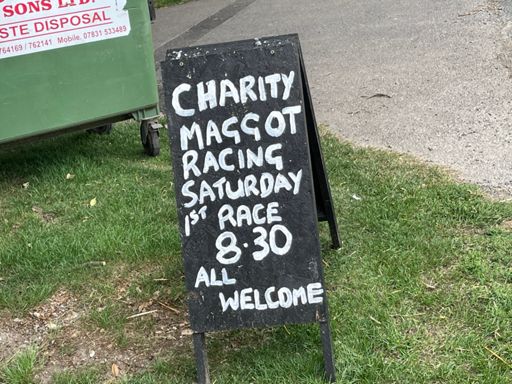 SONS LTD.
STE DISPOSAL
764169 / 762141 Mobile. 07831 533489
CHARITY
MAGGOT
RACING
SATURDAY
1ST RACE
8.30
ALL
WELCOME